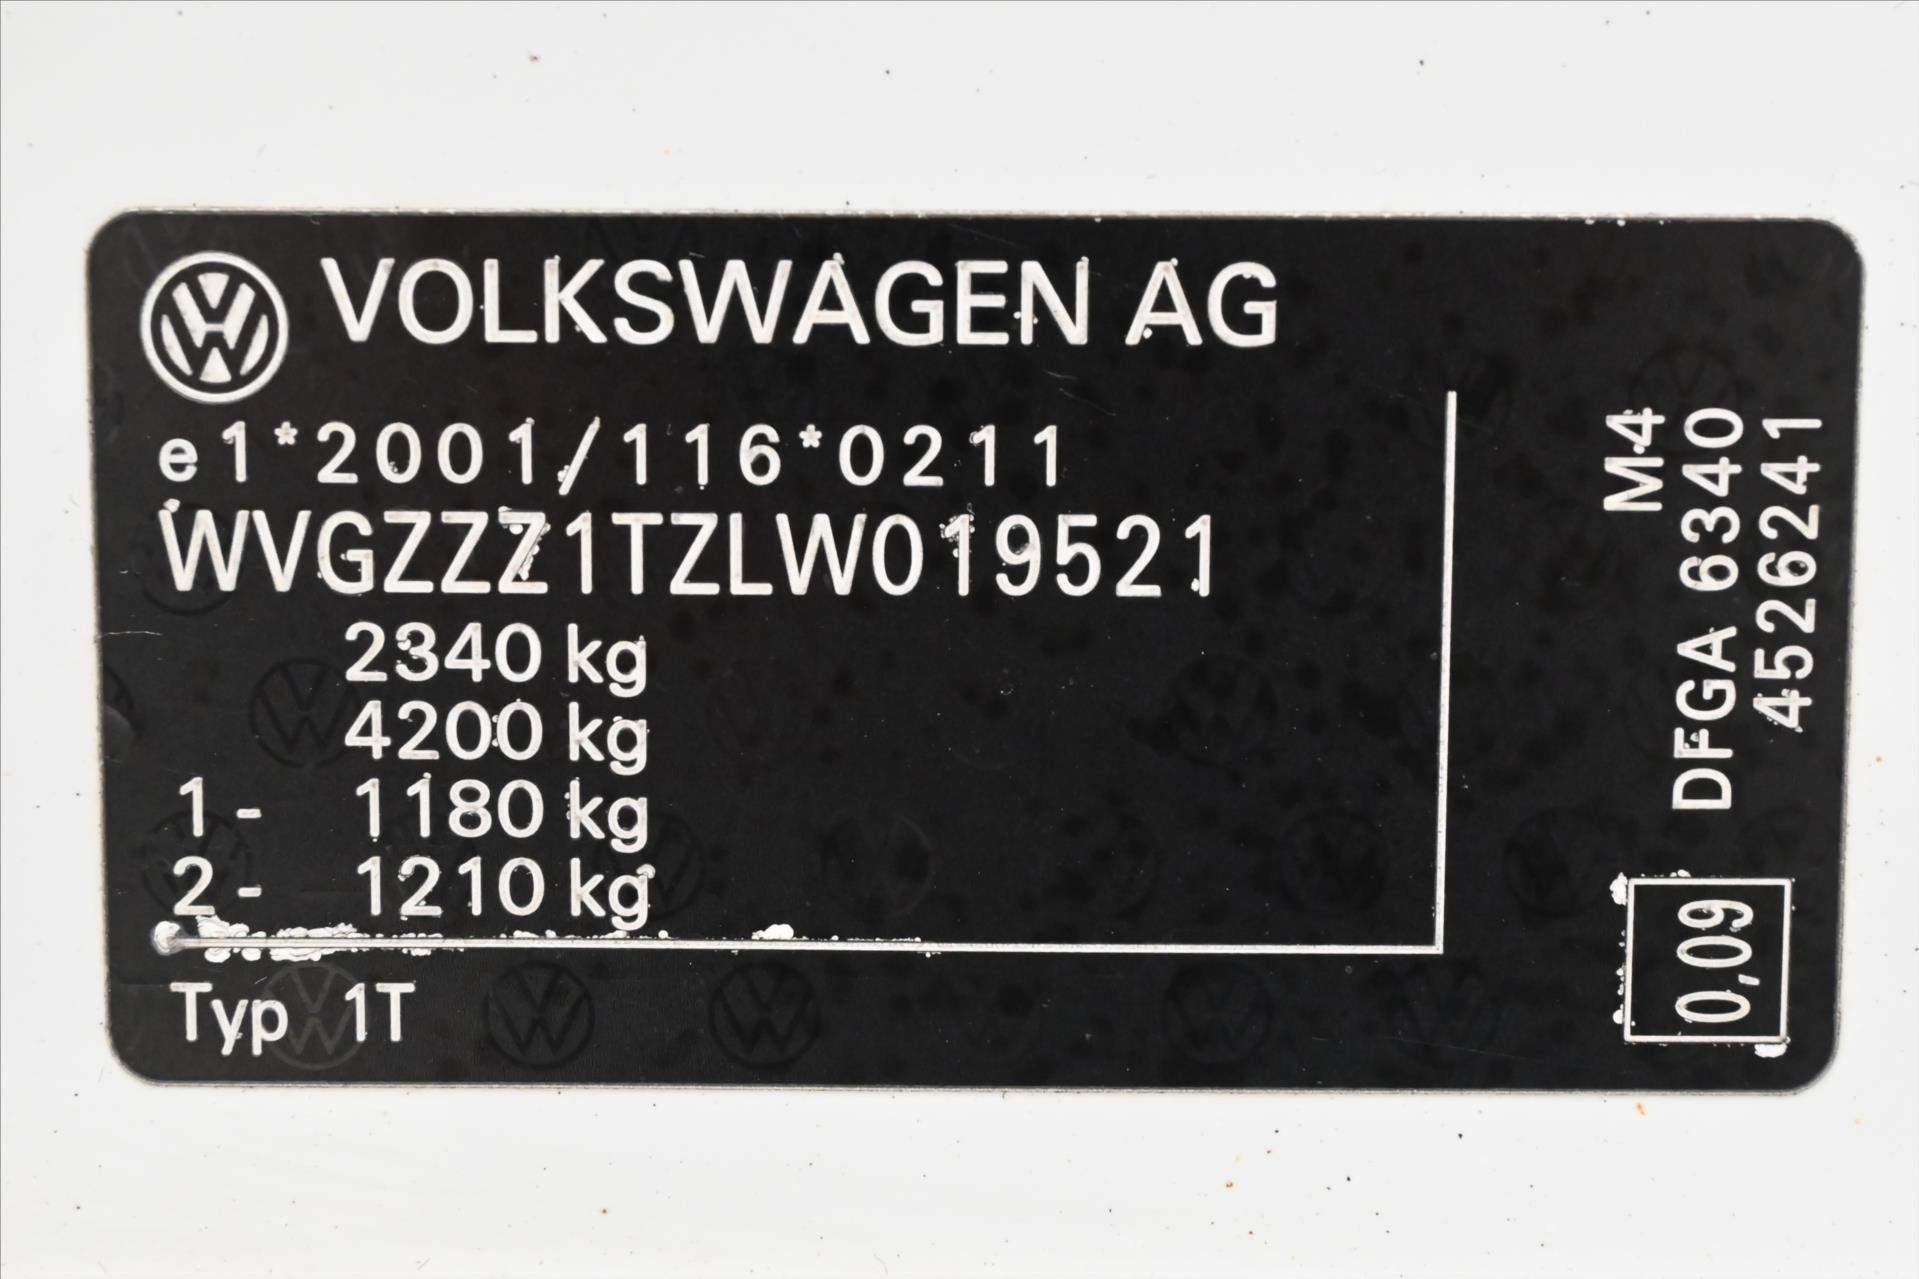 VOLKSWAGEN AG
e1*2001/116*0211
WVGZZZ1TZLW019521
2340 kg
4200 kg
1- 1180 kg
2- 1210 kg
Typ 1T
M4
DFGA 6340
4526241
0,09